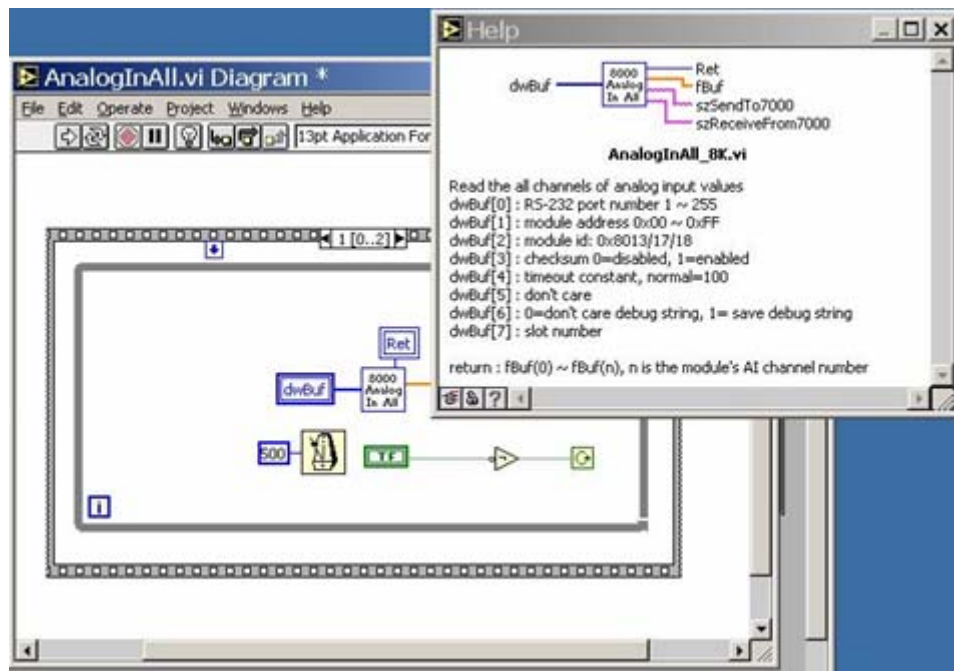 Help
Ret
dwBuf
8000
Analog
In All
fBuf
szSendTo7000
szReceiveFrom7000
AnalogInAll_8K.vi
Read the all channels of analog input values
dwBuf[0] : RS-232 port number 1 ~ 255
dwBuf[1] : module address 0x00 ~ 0xFF
dwBuf[2] : module id: 0x8013/17/18
dwBuf[3] : checksum 0=disabled, 1=enabled
dwBuf[4] : timeout constant, normal=100
dwBuf[5] : don't care
dwBuf[6] : 0=don't care debug string, 1= save debug string
dwBuf[7] : slot number
return : fBuf(0) ~ fBuf(n), n is the module's AI channel number
AnalogInAll.vi Diagram *
File Edit Operate Project Windows Help
13pt Application For
1 [0..2]
Ret
dwBuf
8000
Analog
In All
500
TF
i